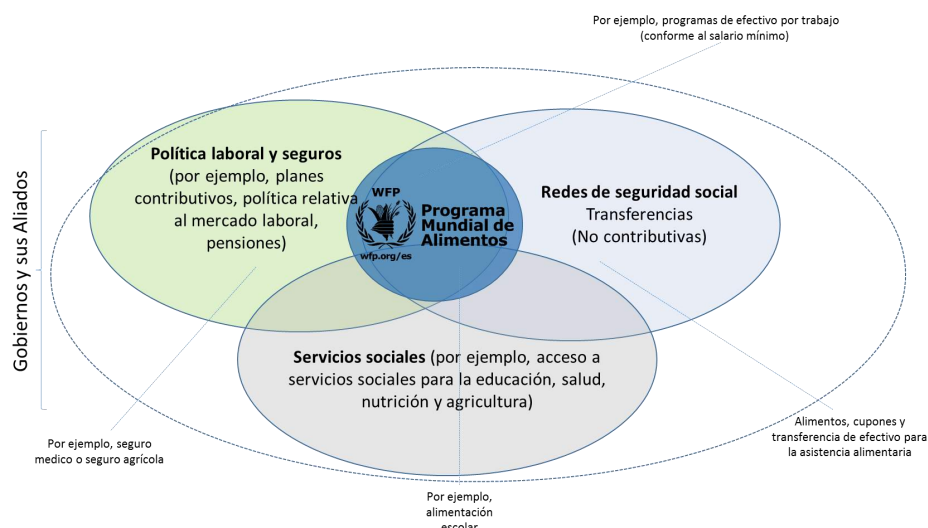 Por ejemplo, programas de efectivo por trabajo
(conforme al salario mínimo)
Política laboral y seguros
(por ejemplo, planes
contributivos, política relativa
al mercado laboral,
pensiones)
WFP
Programa
Mundial de
Alimentos
wfp.org/es
Redes de seguridad social
Transferencias
(No contributivas)
Gobiernos y sus Aliados
Servicios sociales (por ejemplo, acceso a
servicios sociales para la educación, salud,
nutrición y agricultura)
Por ejemplo, seguro
medico o seguro agrícola
Alimentos, cupones y
transferencia de efectivo para
la asistencia alimentaria
Por ejemplo,
alimentación
escolar